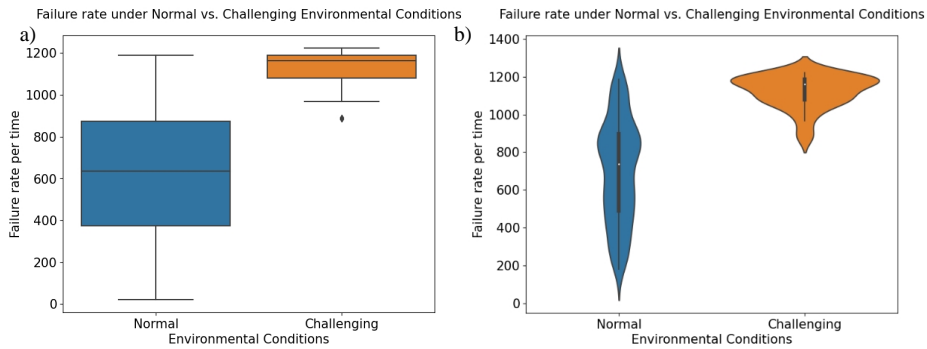 Failure rate under Normal vs. Challenging Environmental Conditions
a)
1200
1000
800
600
400
200
0
Failure rate per time
Normal
Challenging
Environmental Conditions
Failure rate under Normal vs. Challenging Environmental Conditions
b)
1400
1200
1000
800
600
400
200
0
Failure rate per time
Normal
Challenging
Environmental Conditions